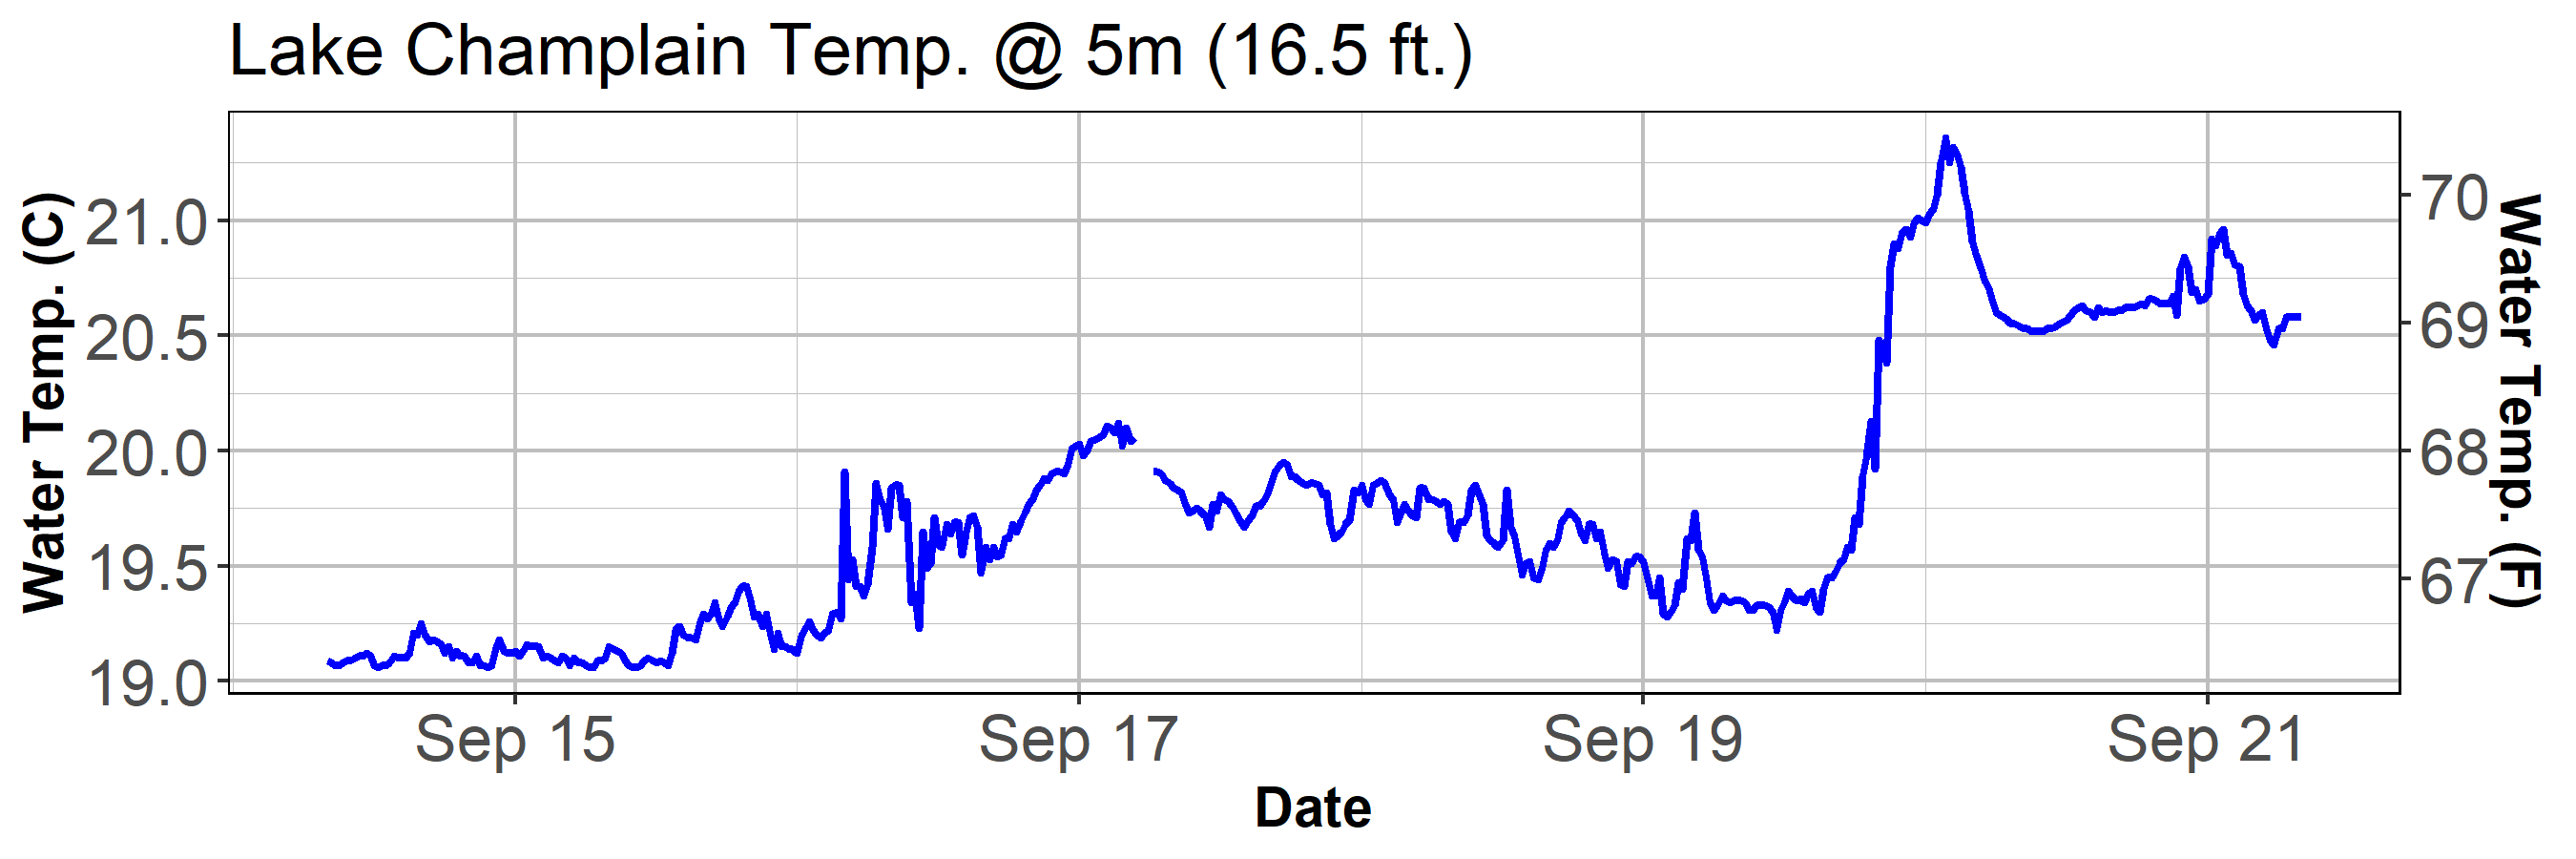 Lake Champlain Temp. @ 5m (16.5 ft.)
Water Temp. (C)
21.0
20.5
20.0
19.5
19.0
70
69
68
67
Water Temp. (F)
Sep 15 Sep 17 Sep 19 Sep 21
Date